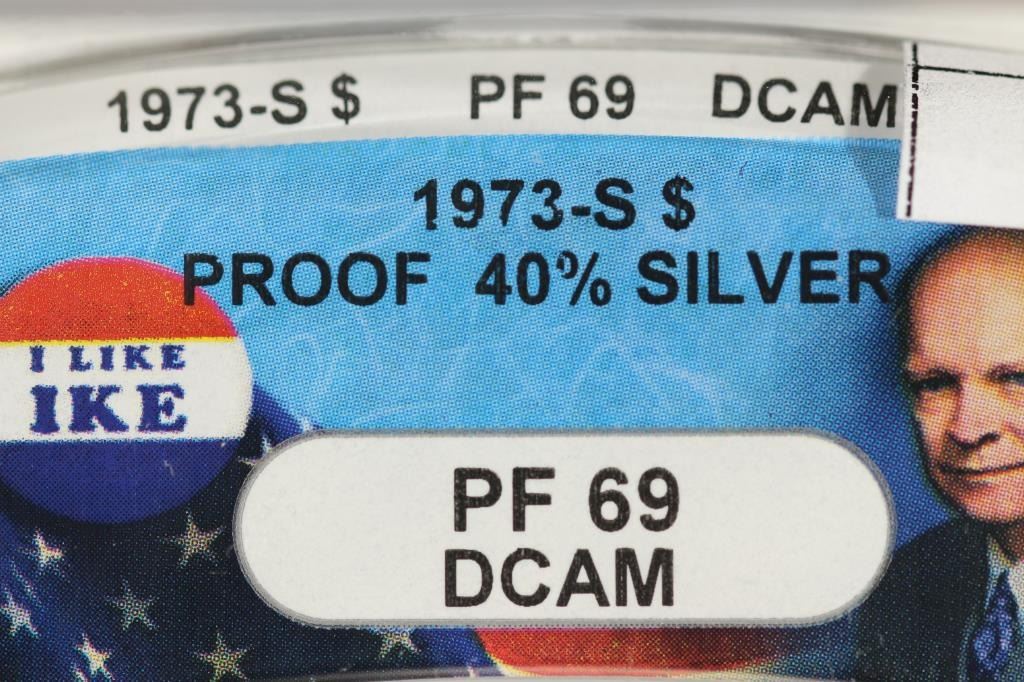 1973-S $ PF 69 DCAM
1973-S $
PROOF 40% SILVER
I LIKE
IKE
PF 69
DCAM